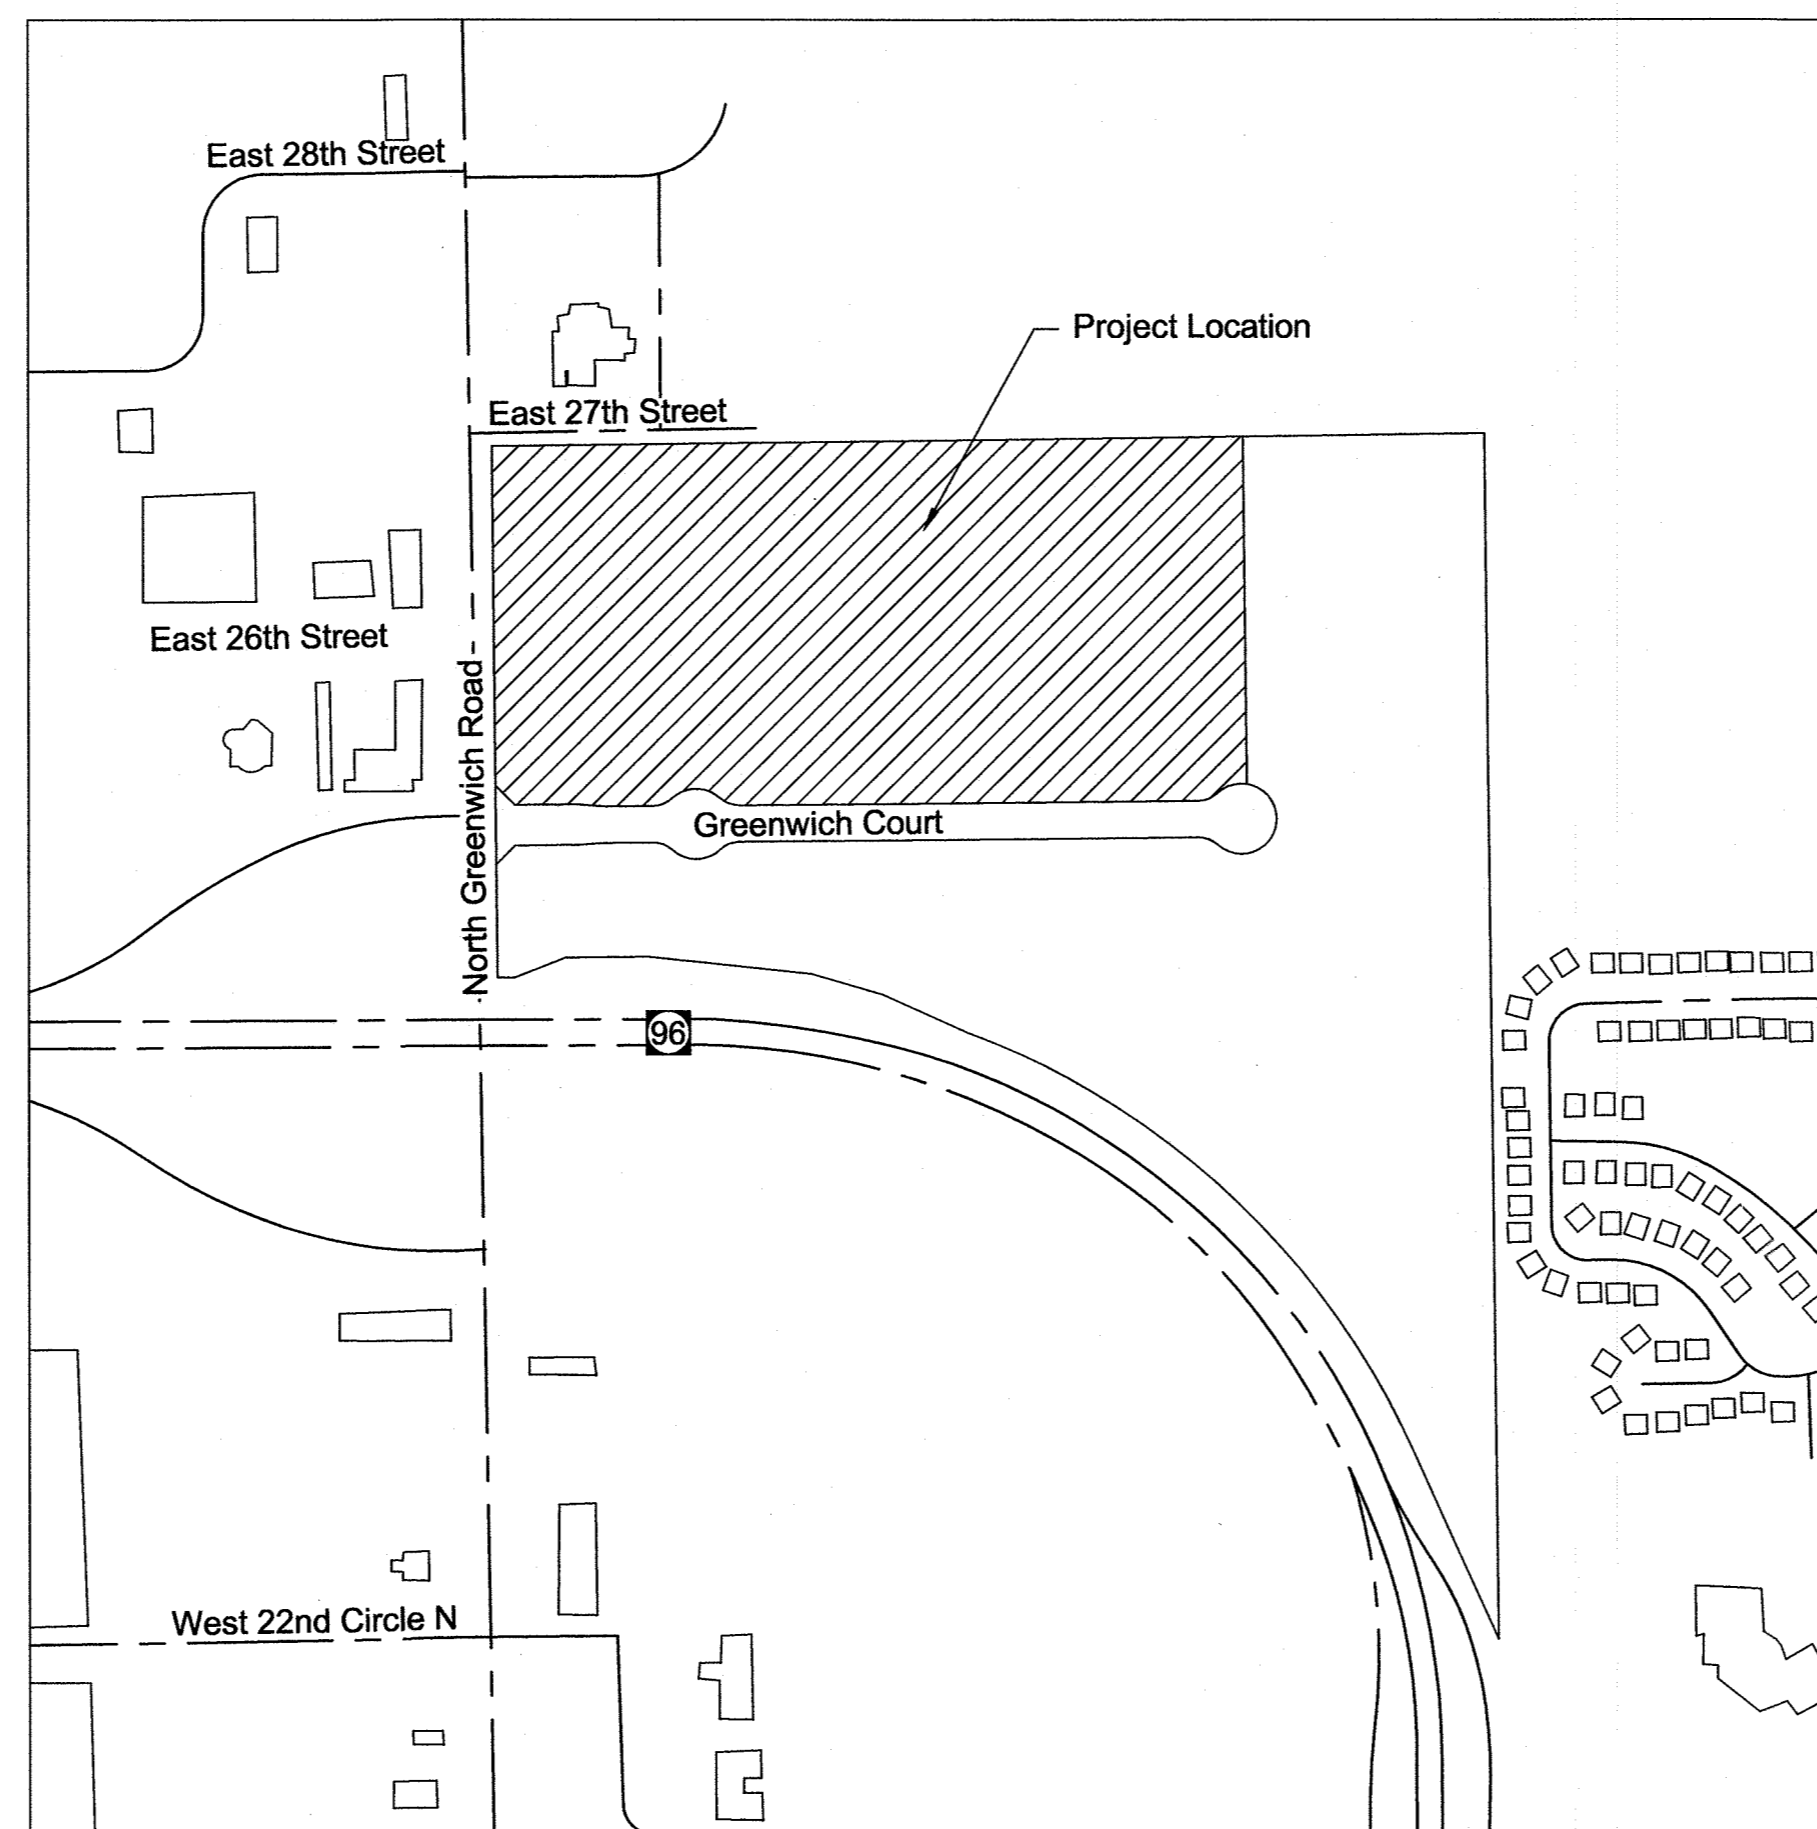 East 28th Street
Project Location
East 27th Street
East 26th Street
North Greenwich Road
Greenwich Court
96
West 22nd Circle N